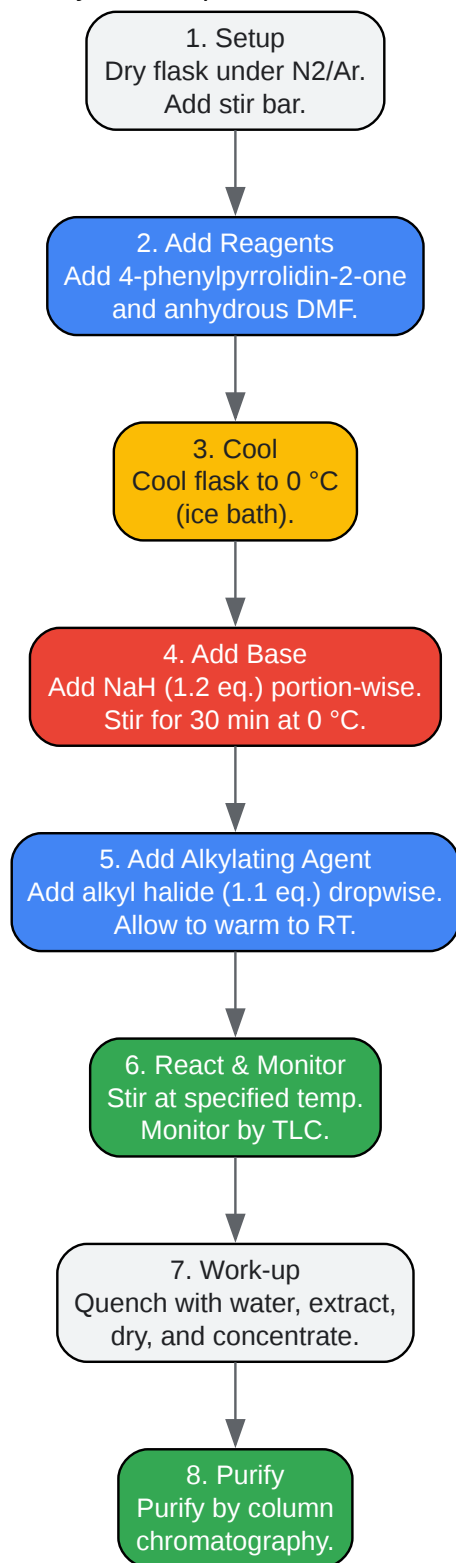 1. Setup
Dry flask under N2/Ar.
Add stir bar.
2. Add Reagents
Add 4-phenylpyrrolidin-2-one
and anhydrous DMF.
3. Cool
Cool flask to 0 °C
(ice bath).
4. Add Base
Add NaH (1.2 eq.) portion-wise.
Stir for 30 min at 0 °C.
5. Add Alkylating Agent
Add alkyl halide (1.1 eq.) dropwise.
Allow to warm to RT.
6. React & Monitor
Stir at specified temp.
Monitor by TLC.
7. Work-up
Quench with water, extract,
dry, and concentrate.
8. Purify
Purify by column
chromatography.